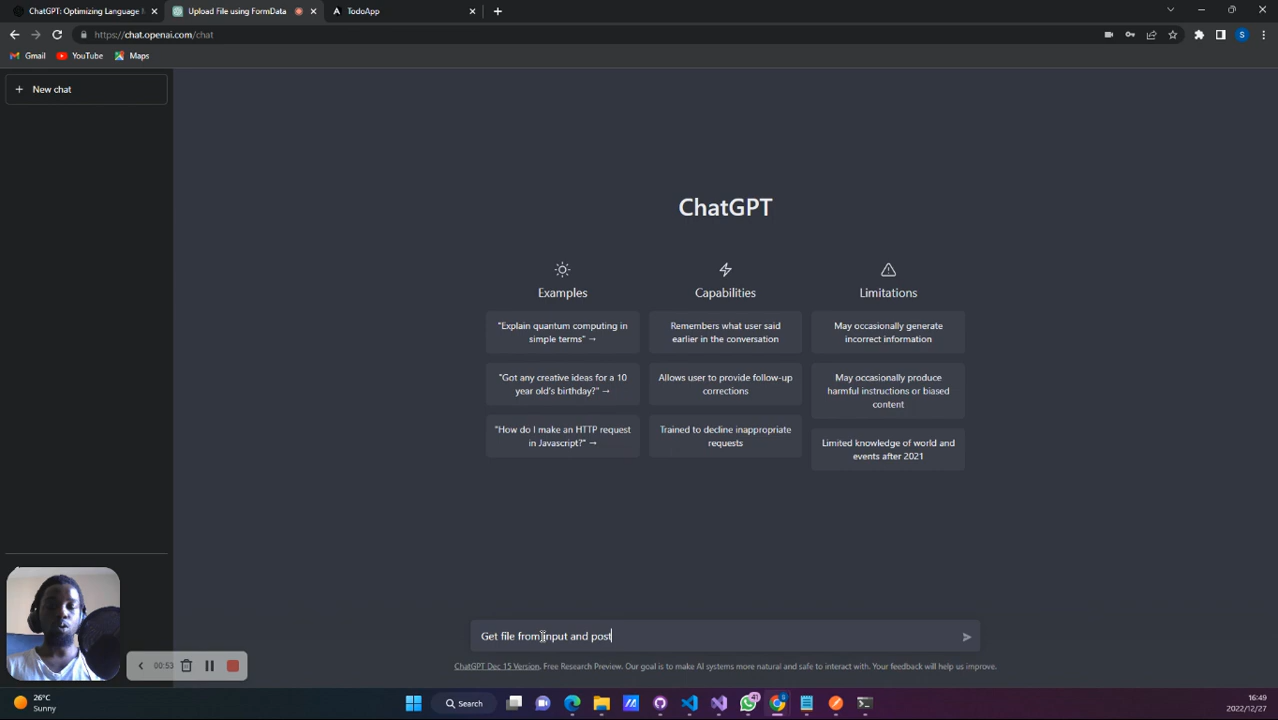 ChatGPT: Optimizing Language M
Upload File using FormData
TodoApp
https://chat.openai.com/chat
S
Gmail
YouTube
Maps
New chat
ChatGPT
Examples
Capabilities
Limitations
"Explain quantum computing in
simple terms" →
Remembers what user said
earlier in the conversation
May occasionally generate
incorrect information
"Got any creative ideas for a 10
year old's birthday?" →
Allows user to provide follow-up
corrections
May occasionally produce
harmful instructions or biased
content
"How do I make an HTTP request
in Javascript?" →
Trained to decline inappropriate
requests
Limited knowledge of world and
events after 2021
Get file from input and post
ChatGPT Dec 15 Version. Free Research Preview. Our goal is to make AI systems more natural and safe to interact with. Your feedback will help us improve.
00:53
26°C
Sunny
Search
41
16:49
2022/12/27